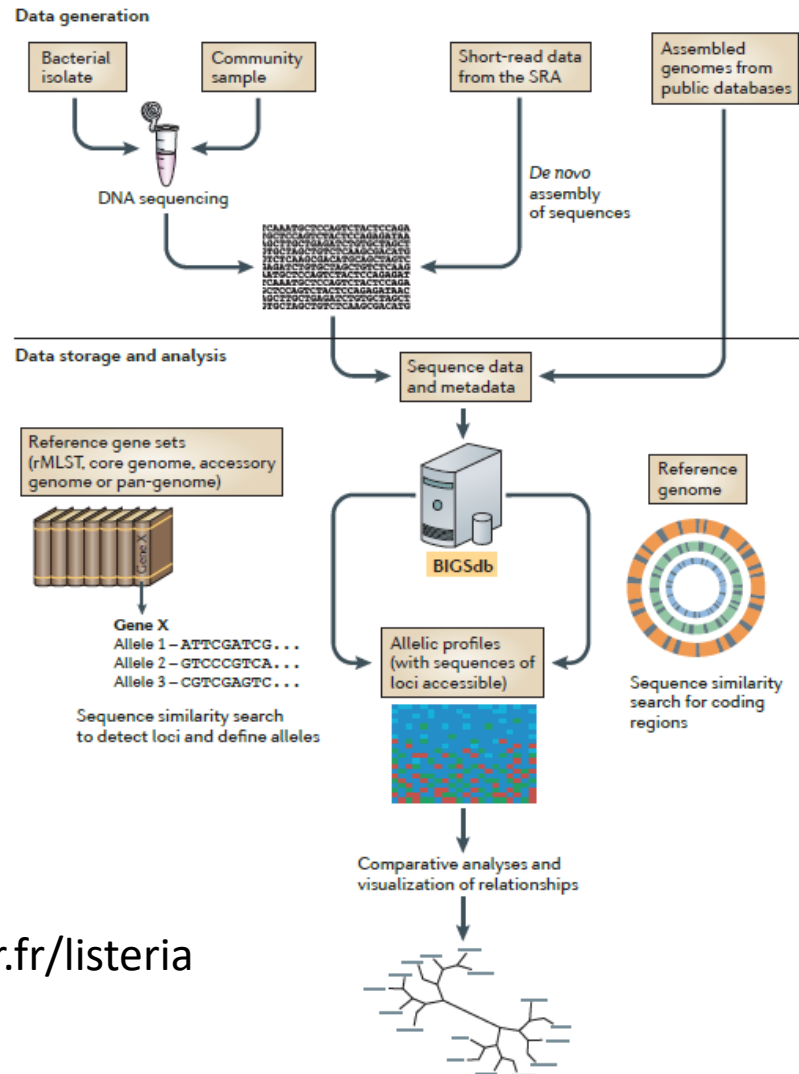 Data generation
Bacterial
isolate
Community
sample
Short-read data
from the SRA
Assembled
genomes from
public databases
DNA sequencing
De novo
assembly
of sequences
Data storage and analysis
Sequence data
and metadata
Reference gene sets
(rMLST, core genome, accessory
genome or pan-genome)
Gene X
Reference
genome
BIGSdb
Gene X
Allele 1 – ATTCGATCG...
Allele 2 – GTCCCGTCA...
Allele 3 – CGTCGAGTC...
Allelic profiles
(with sequences of
loci accessible)
Sequence similarity search
to detect loci and define alleles
Sequence similarity
search for coding
regions
Comparative analyses and
visualization of relationships
r.fr/listeria